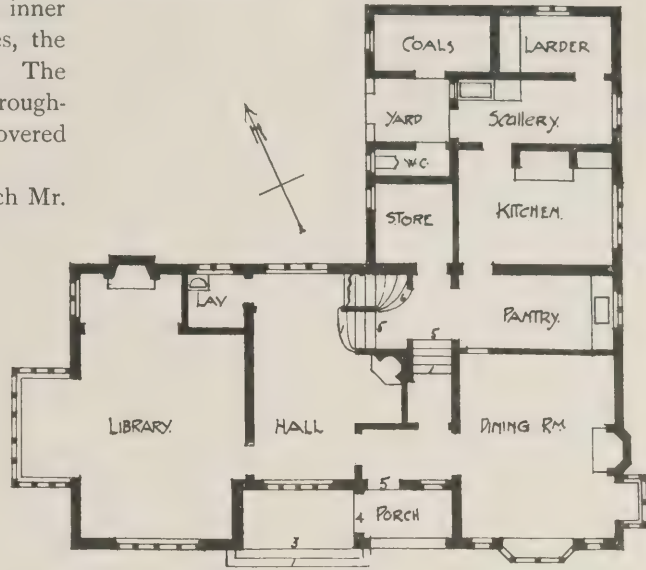 inner
es, the
The
rough-
overed
ch Mr.
COALS
LARDER
YARD
Scullery.
W.C.
STORE
KITCHEN.
LAV
PANTRY.
6
5
5
LIBRARY.
HALL
DINING RM.
5
4
PORCH
3